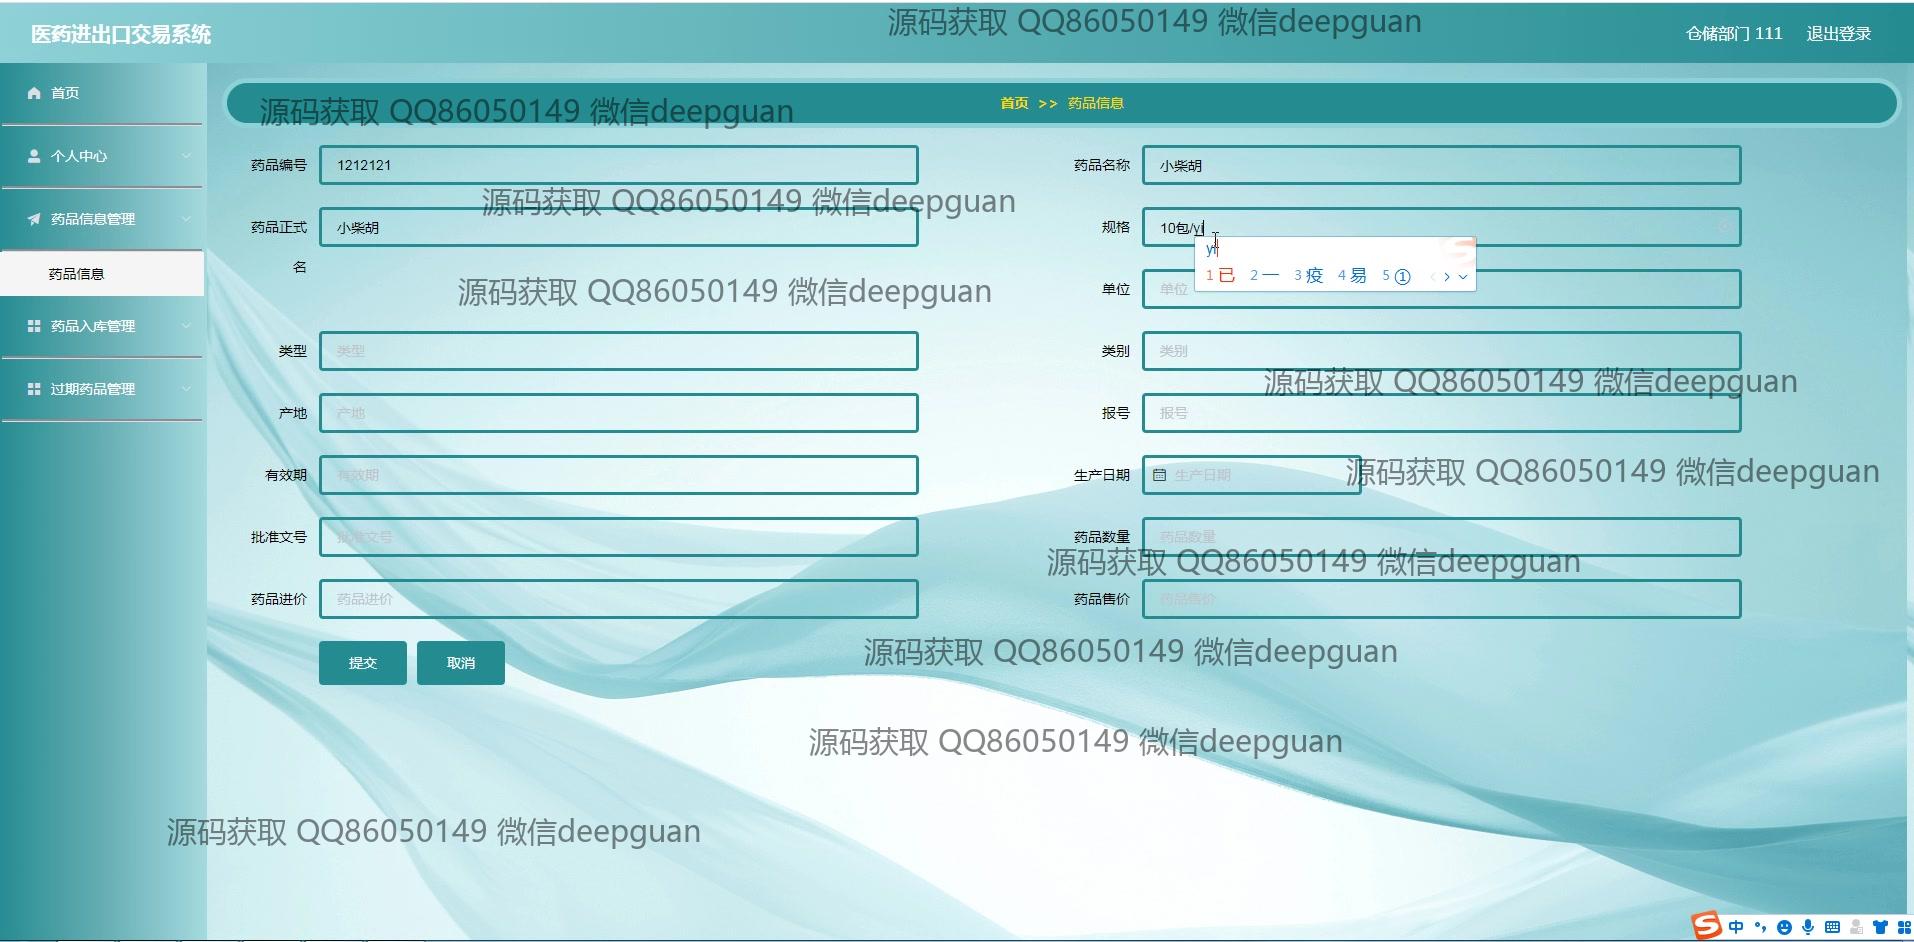 医药进出口交易系统
源码获取 QQ86050149 微信deepguan
仓储部门 111 退出登录
首页
个人中心
药品信息管理
药品信息
药品入库管理
过期药品管理
源码获取 QQ86050149 微信deepguan
首页 >> 药品信息
药品编号 1212121
药品名称 小柴胡
源码获取 QQ86050149 微信deepguan
药品正式名 小柴胡
规格 10包/yi
yi
1已 2一 3疫 4易 5①
源码获取 QQ86050149 微信deepguan
单位 单位
类型 类型
类别 类别
源码获取 QQ86050149 微信deepguan
产地 产地
报号 报号
有效期 有效期
生产日期 生产日期
源码获取 QQ86050149 微信deepguan
批准文号 批准文号
药品数量 药品数量
源码获取 QQ86050149 微信deepguan
药品进价 药品进价
药品售价 药品售价
提交 取消
源码获取 QQ86050149 微信deepguan
源码获取 QQ86050149 微信deepguan
源码获取 QQ86050149 微信deepguan
S 中